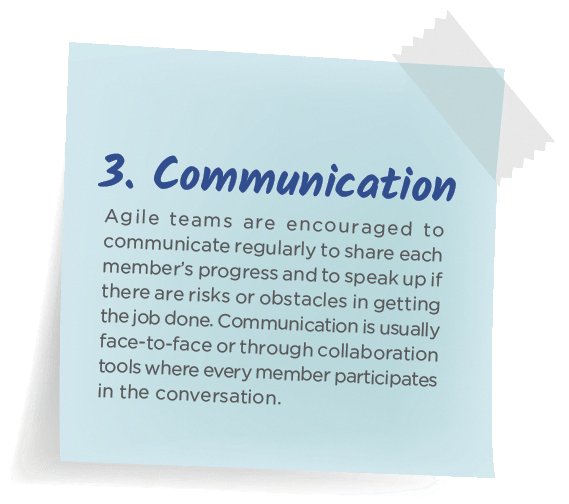 3. Communication
Agile teams are encouraged to
communicate regularly to share each
member’s progress and to speak up if
there are risks or obstacles in getting
the job done. Communication is usually
face-to-face or through collaboration
tools where every member participates
in the conversation.